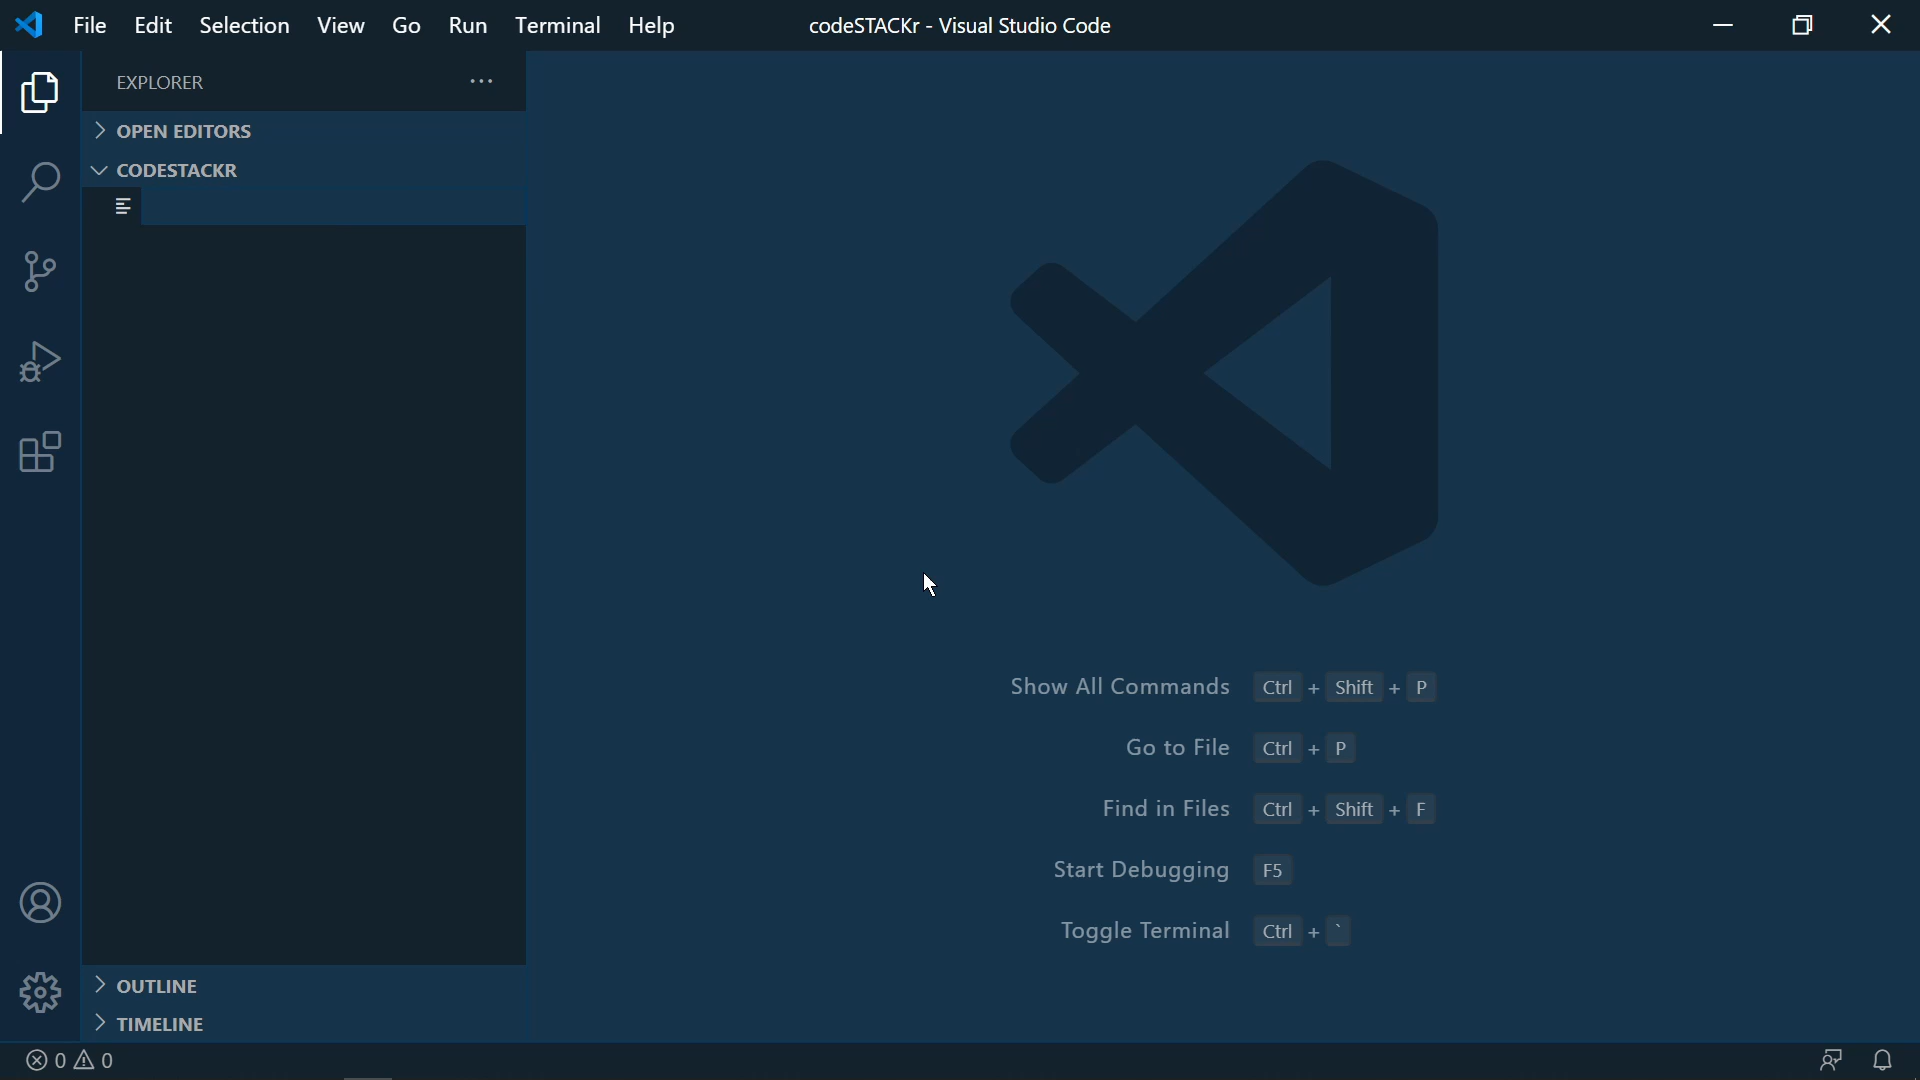 File Edit Selection View Go Run Terminal Help
codeSTACKr - Visual Studio Code
EXPLORER
OPEN EDITORS
CODESTACKR
Show All Commands Ctrl + Shift + P
Go to File Ctrl + P
Find in Files Ctrl + Shift + F
Start Debugging F5
Toggle Terminal Ctrl + `
OUTLINE
TIMELINE
0 0